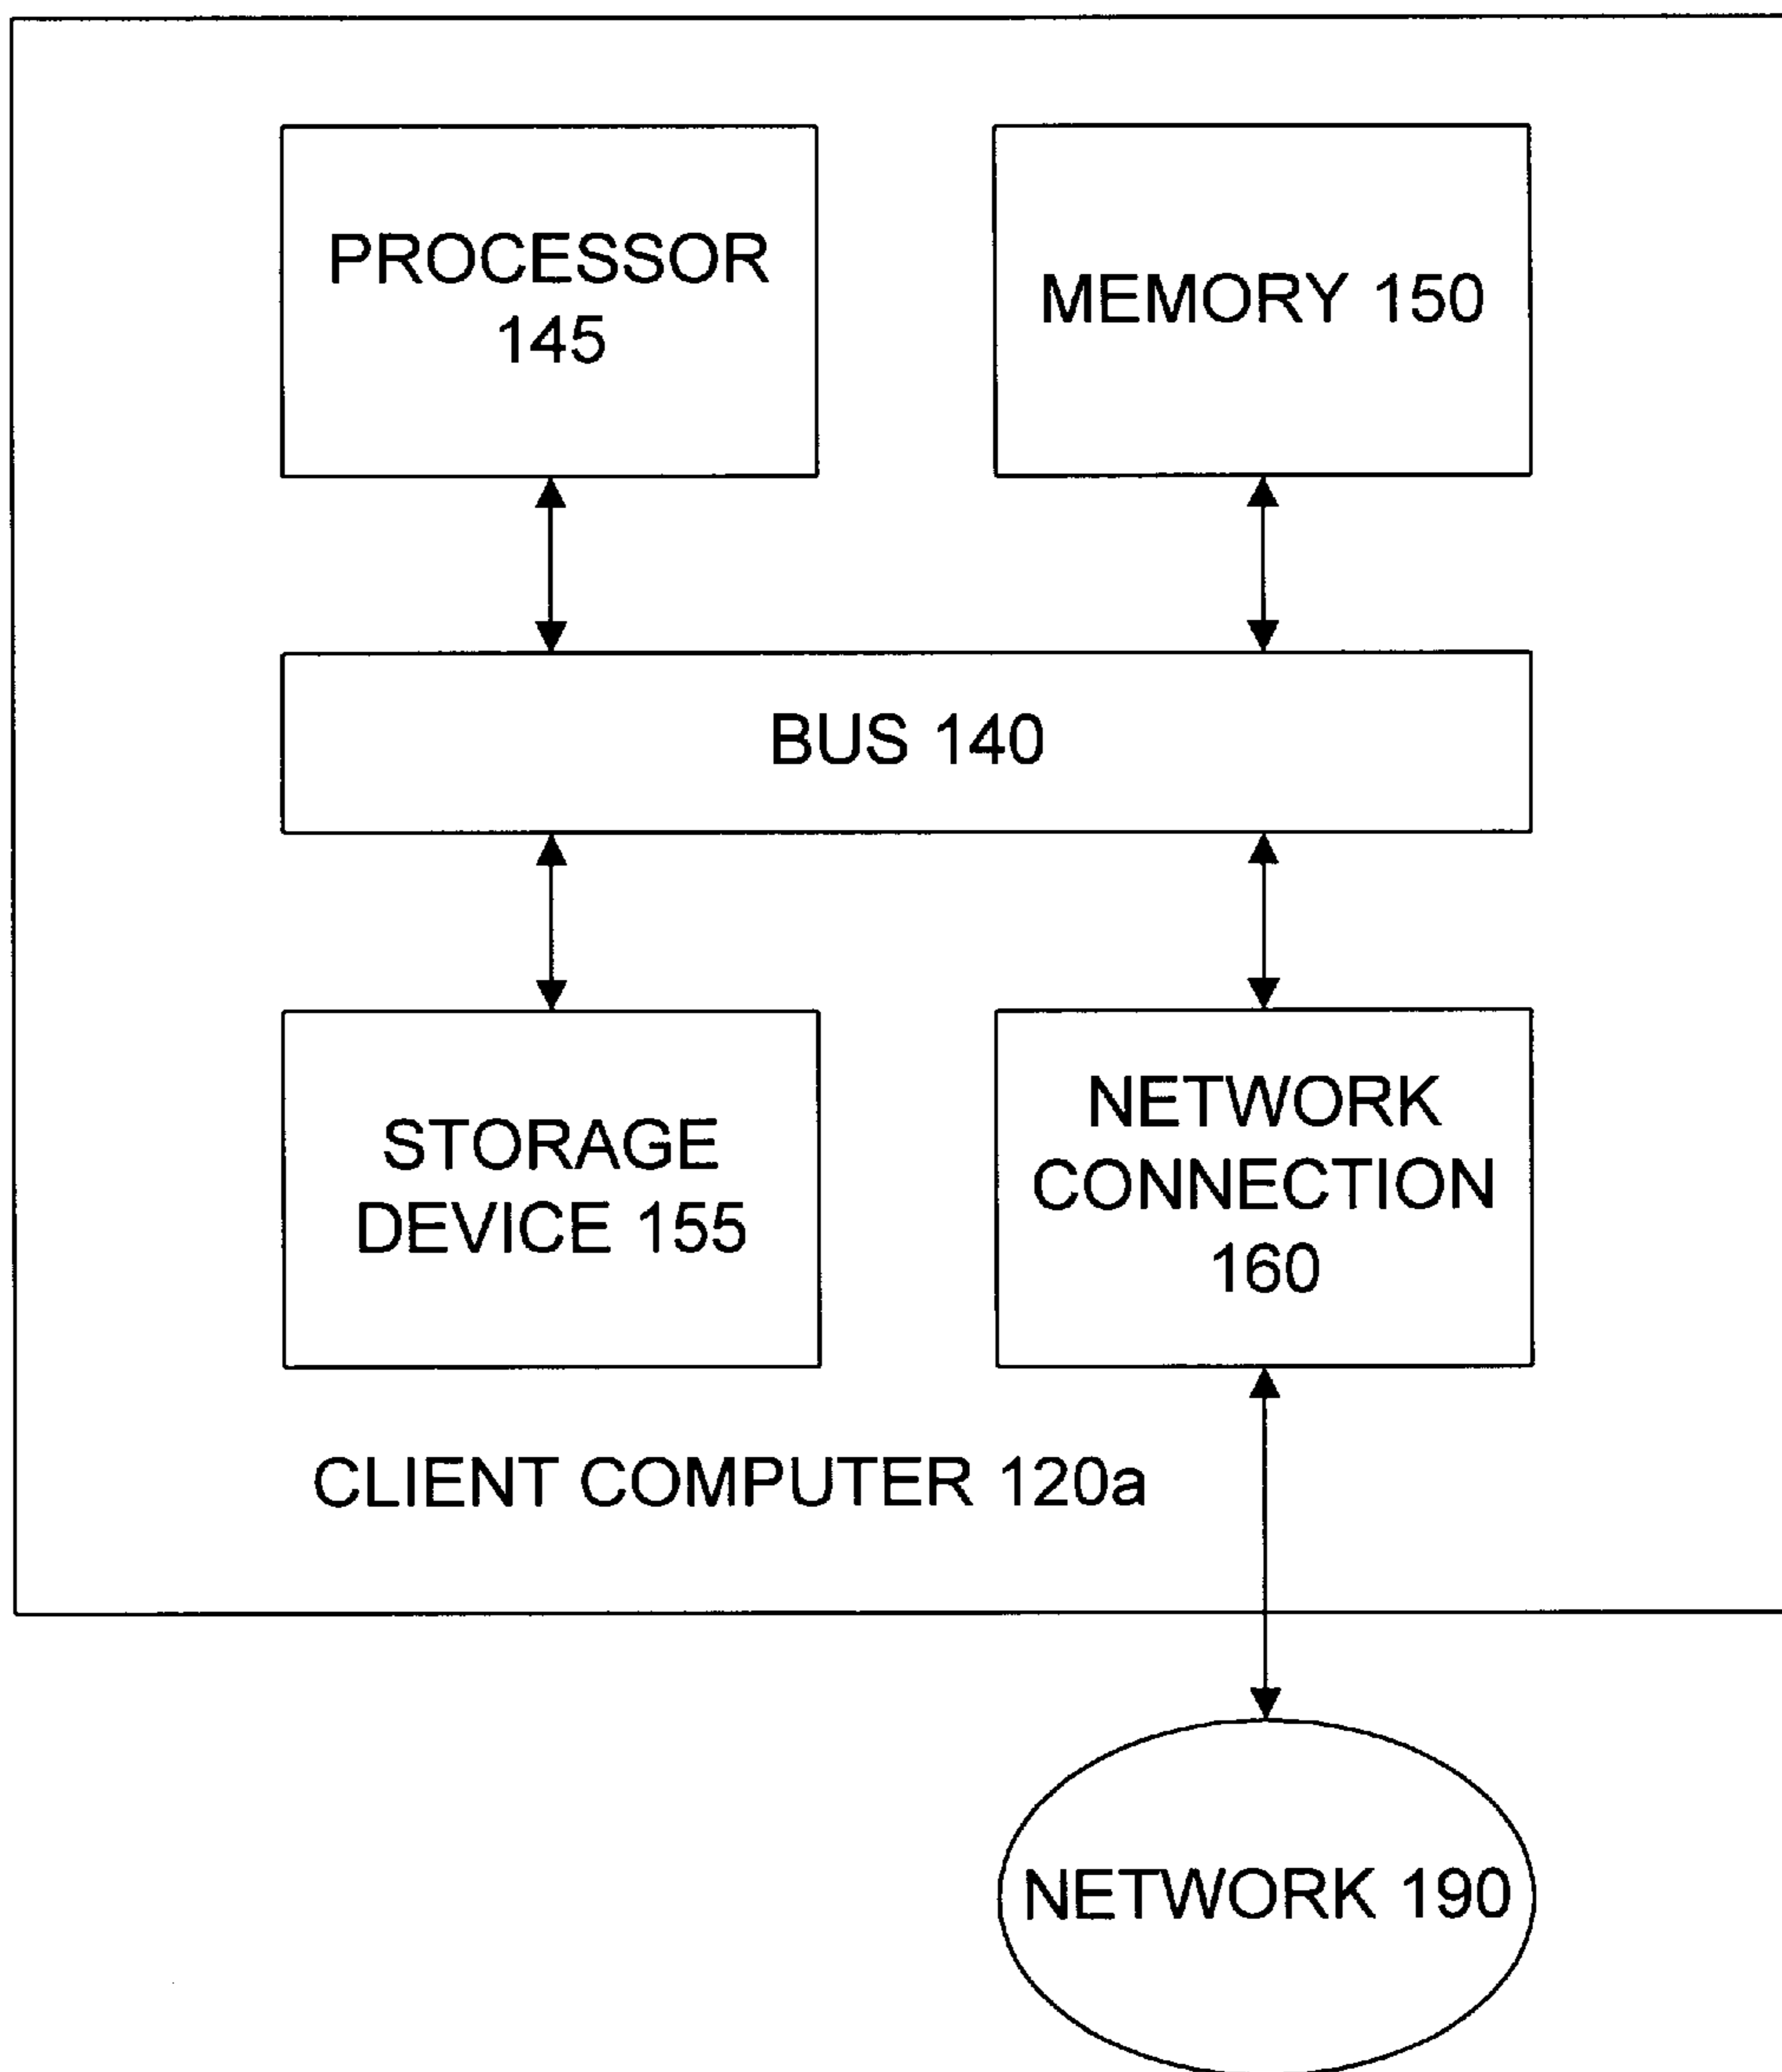 PROCESSOR
145
MEMORY 150
BUS 140
STORAGE
DEVICE 155
NETWORK
CONNECTION
160
CLIENT COMPUTER 120a
NETWORK 190